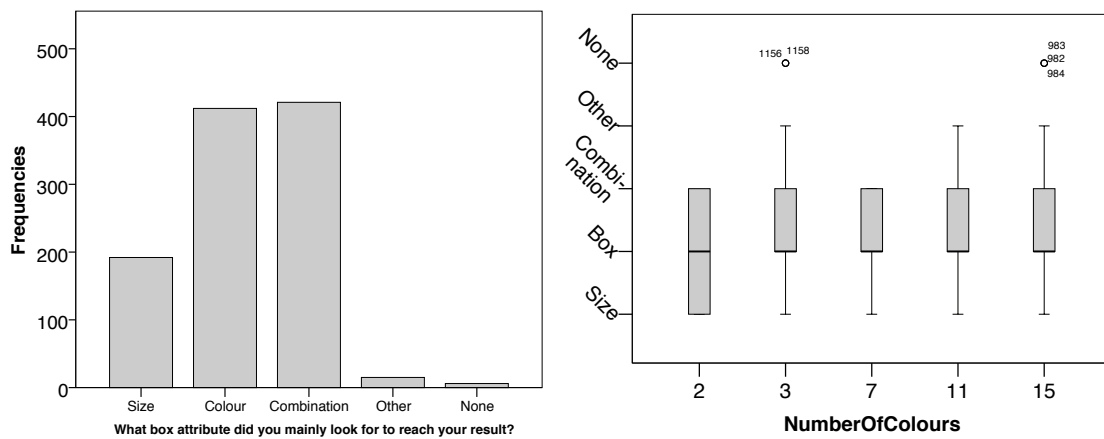 500
400
300
200
100
0
Frequencies
Size Colour Combination Other None
What box attribute did you mainly look for to reach your result?
None
Other
Combi-
nation
Box
Size
1156 1158
983
982
984
2 3 7 11 15
NumberOfColours